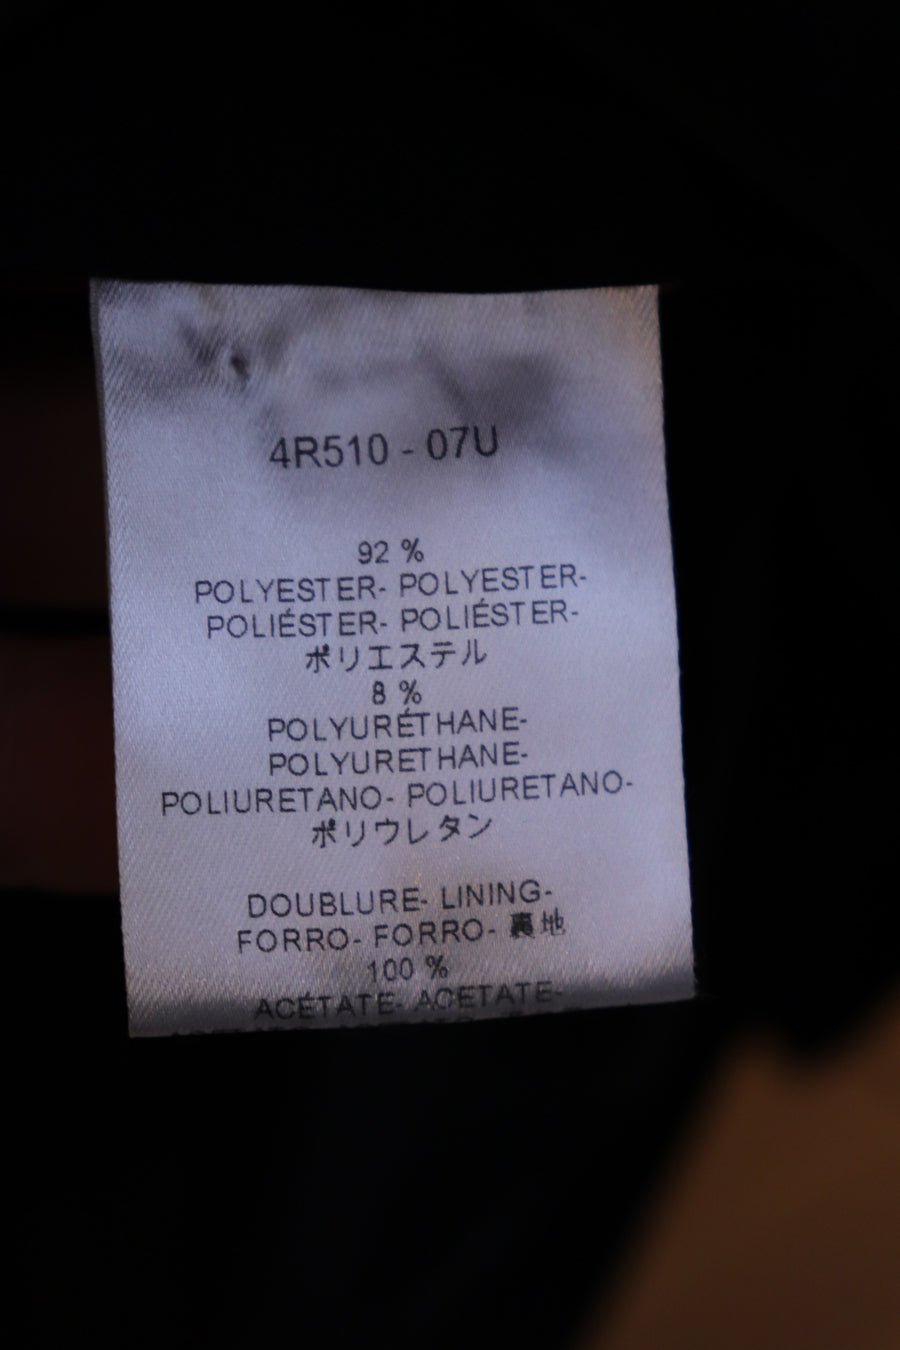 4R510 - 07U
92 %
POLYESTER- POLYESTER-
POLIÉSTER- POLIÉSTER-
ポリエステル
8 %
POLYURÉTHANE-
POLYURETHANE-
POLIURETANO- POLIURETANO-
ポリウレタン
DOUBLURE- LINING-
FORRO- FORRO- 裏地
100 %
ACÉTATE- ACETATE-